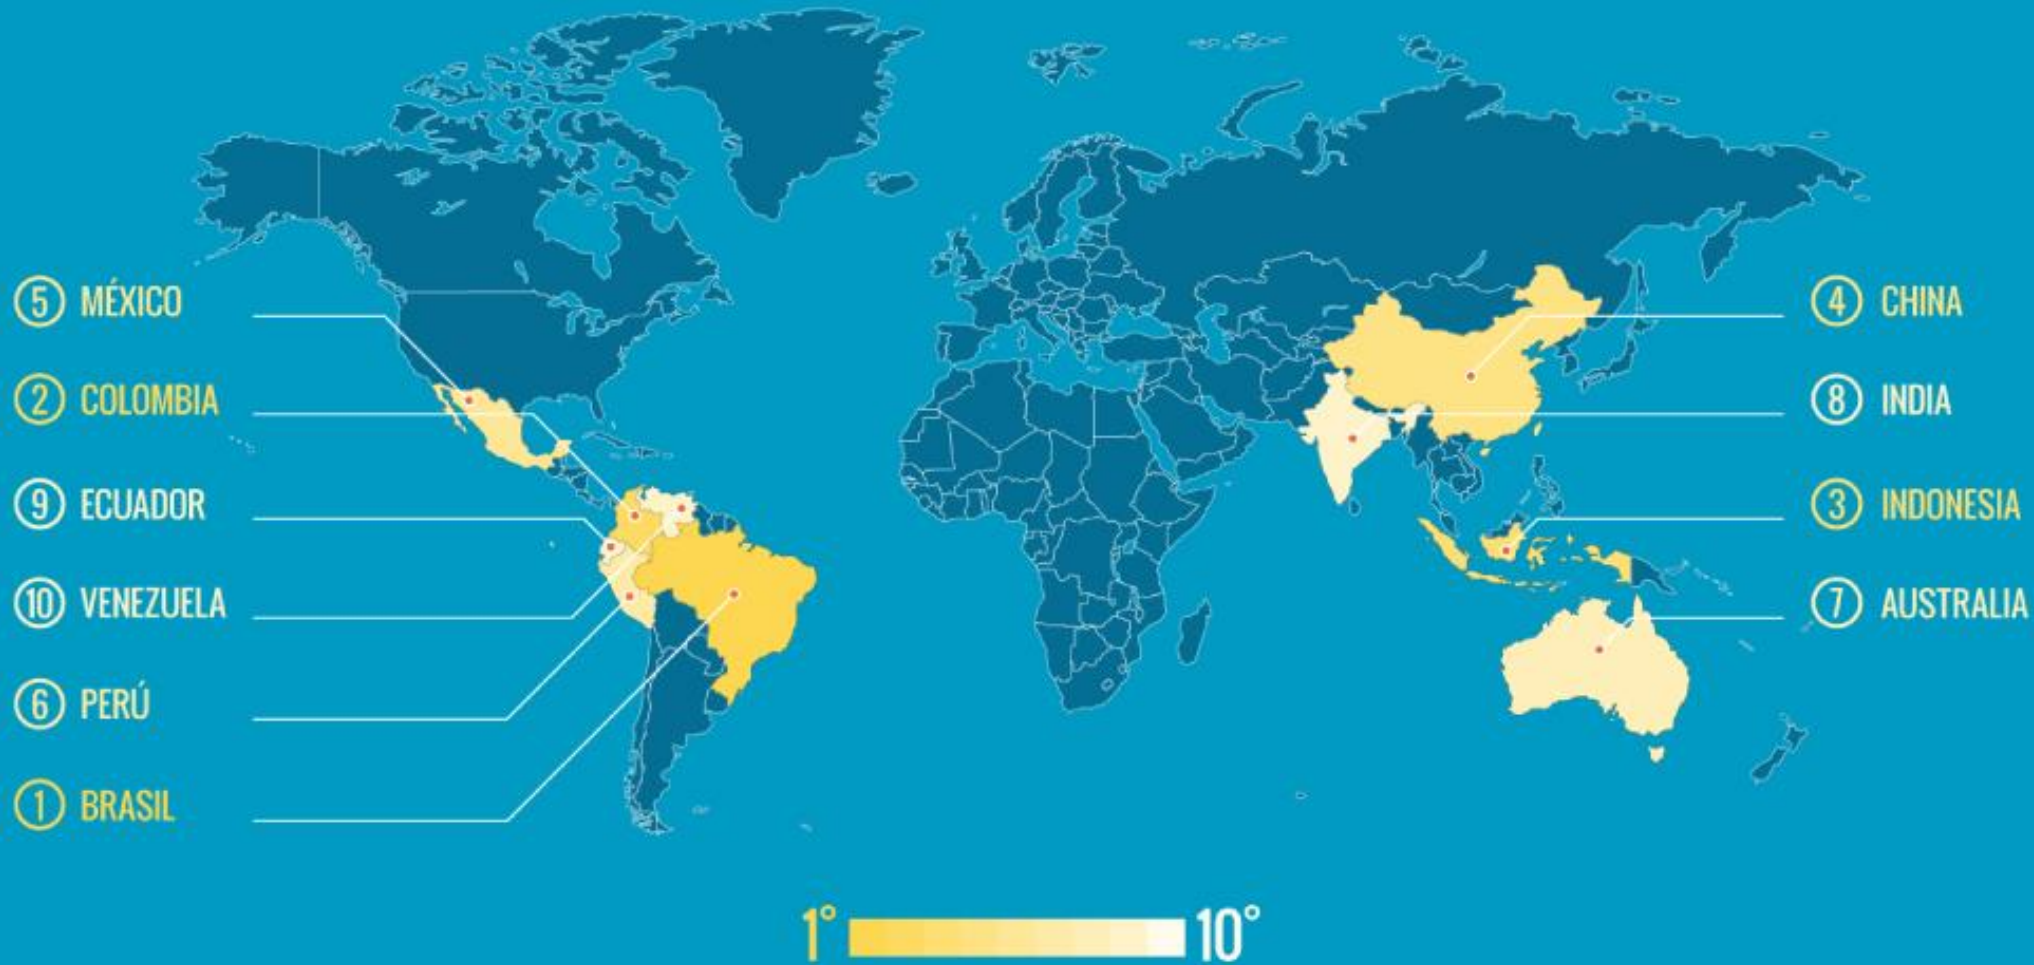 5 MÉXICO
2 COLOMBIA
9 ECUADOR
10 VENEZUELA
6 PERÚ
1 BRASIL
4 CHINA
8 INDIA
3 INDONESIA
7 AUSTRALIA
1° 10°